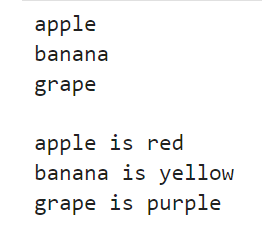 apple
banana
grape
apple is red
banana is yellow
grape is purple